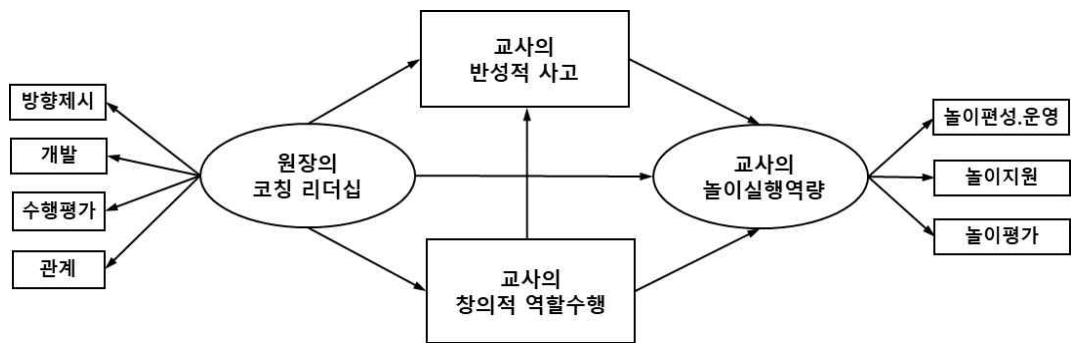 교사의
반성적 사고
방향제시
개발
수행평가
관계
원장의
코칭 리더십
교사의
놀이실행역량
놀이편성.운영
놀이지원
놀이평가
교사의
창의적 역할수행